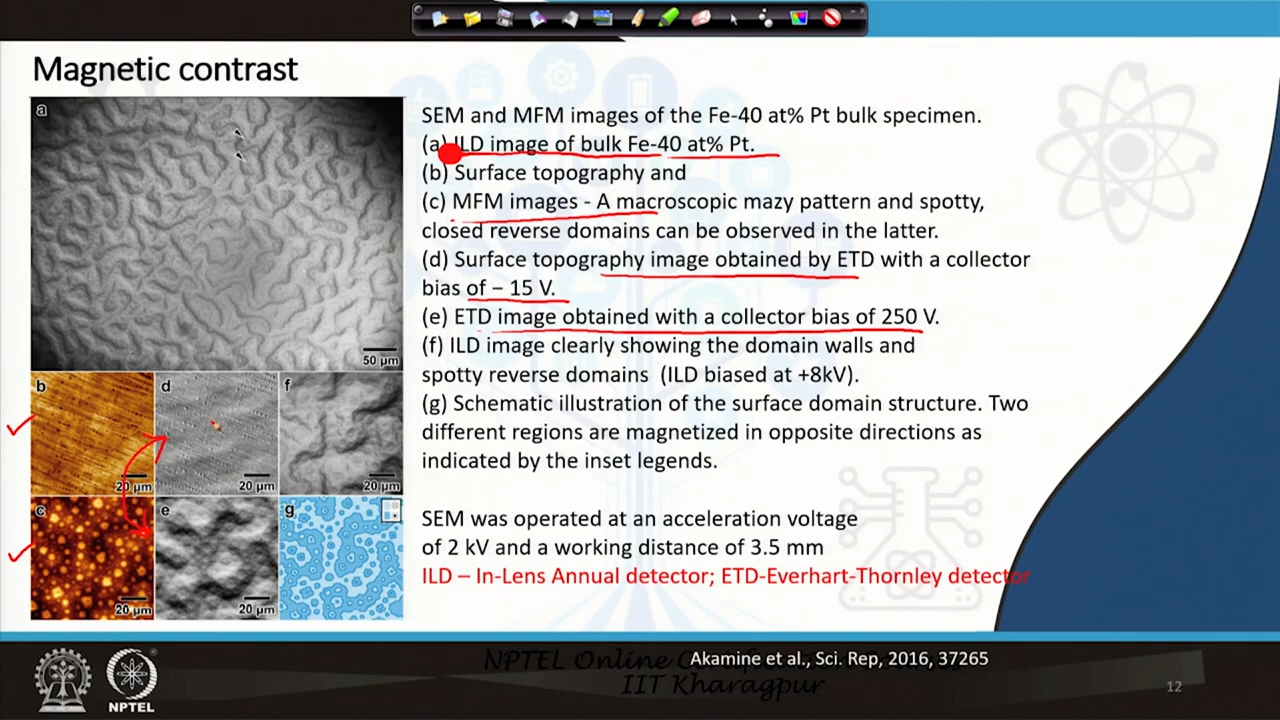 Magnetic contrast
a
50 µm
b
20 µm
d
20 µm
f
20 µm
c
20 µm
e
20 µm
g
SEM and MFM images of the Fe-40 at% Pt bulk specimen.
(a) ILD image of bulk Fe-40 at% Pt.
(b) Surface topography and
(c) MFM images - A macroscopic mazy pattern and spotty,
closed reverse domains can be observed in the latter.
(d) Surface topography image obtained by ETD with a collector
bias of – 15 V.
(e) ETD image obtained with a collector bias of 250 V.
(f) ILD image clearly showing the domain walls and
spotty reverse domains (ILD biased at +8kV).
(g) Schematic illustration of the surface domain structure. Two
different regions are magnetized in opposite directions as
indicated by the inset legends.
SEM was operated at an acceleration voltage
of 2 kV and a working distance of 3.5 mm
ILD – In-Lens Annual detector; ETD-Everhart-Thornley detector
Akamine et al., Sci. Rep, 2016, 37265
NPTEL Online
IIT Kharagpur
NPTEL
12